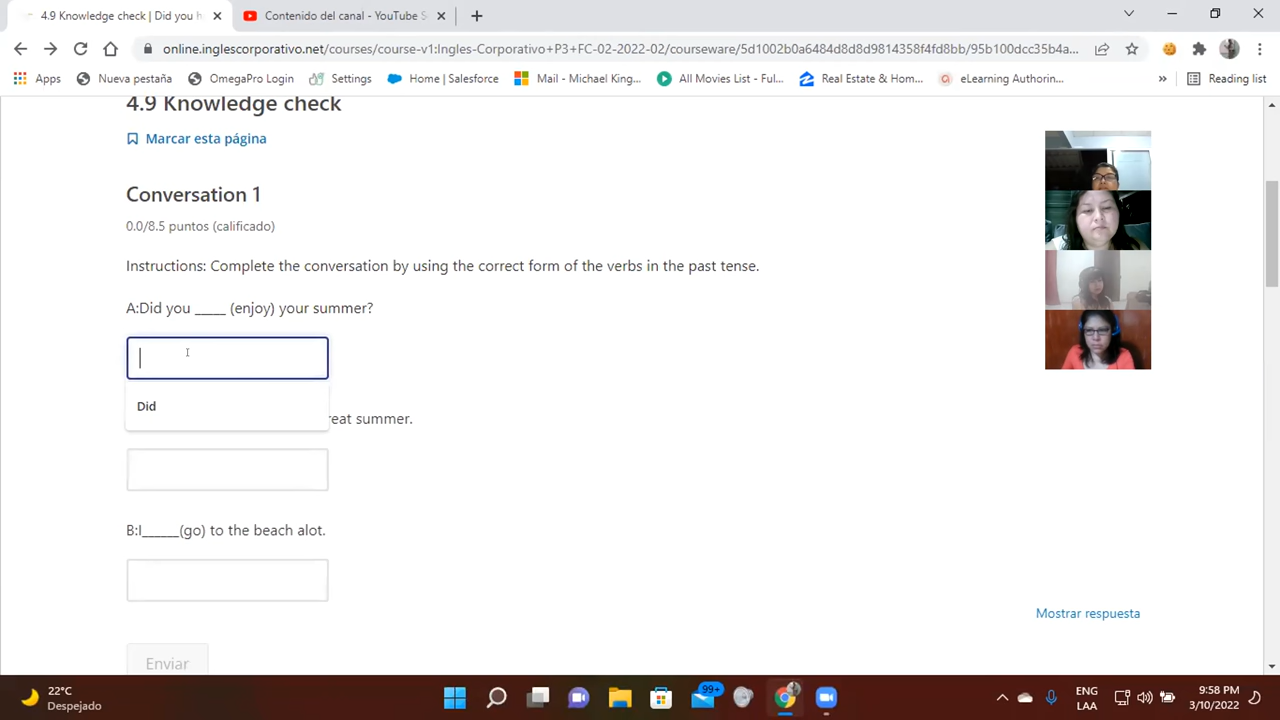 4.9 Knowledge check | Did you h
Contenido del canal - YouTube S
online.inglescorporativo.net/courses/course-v1:Ingles-Corporativo+P3+FC-02-2022-02/courseware/5d1002b0a6484d8d8d9814358f4fd8bb/95b100dcc35b4a...
Apps
Nueva pestaña
OmegaPro Login
Settings
Home | Salesforce
Mail - Michael King...
All Movies List - Ful...
Real Estate & Hom...
eLearning Authorin...
»
Reading list
4.9 Knowledge check
Marcar esta página
Conversation 1
0.0/8.5 puntos (calificado)
Instructions: Complete the conversation by using the correct form of the verbs in the past tense.
A:Did you _____ (enjoy) your summer?
Did
reat summer.
B:I______(go) to the beach alot.
Mostrar respuesta
Enviar
22°C
Despejado
99+
ENG
LAA
9:58 PM
3/10/2022